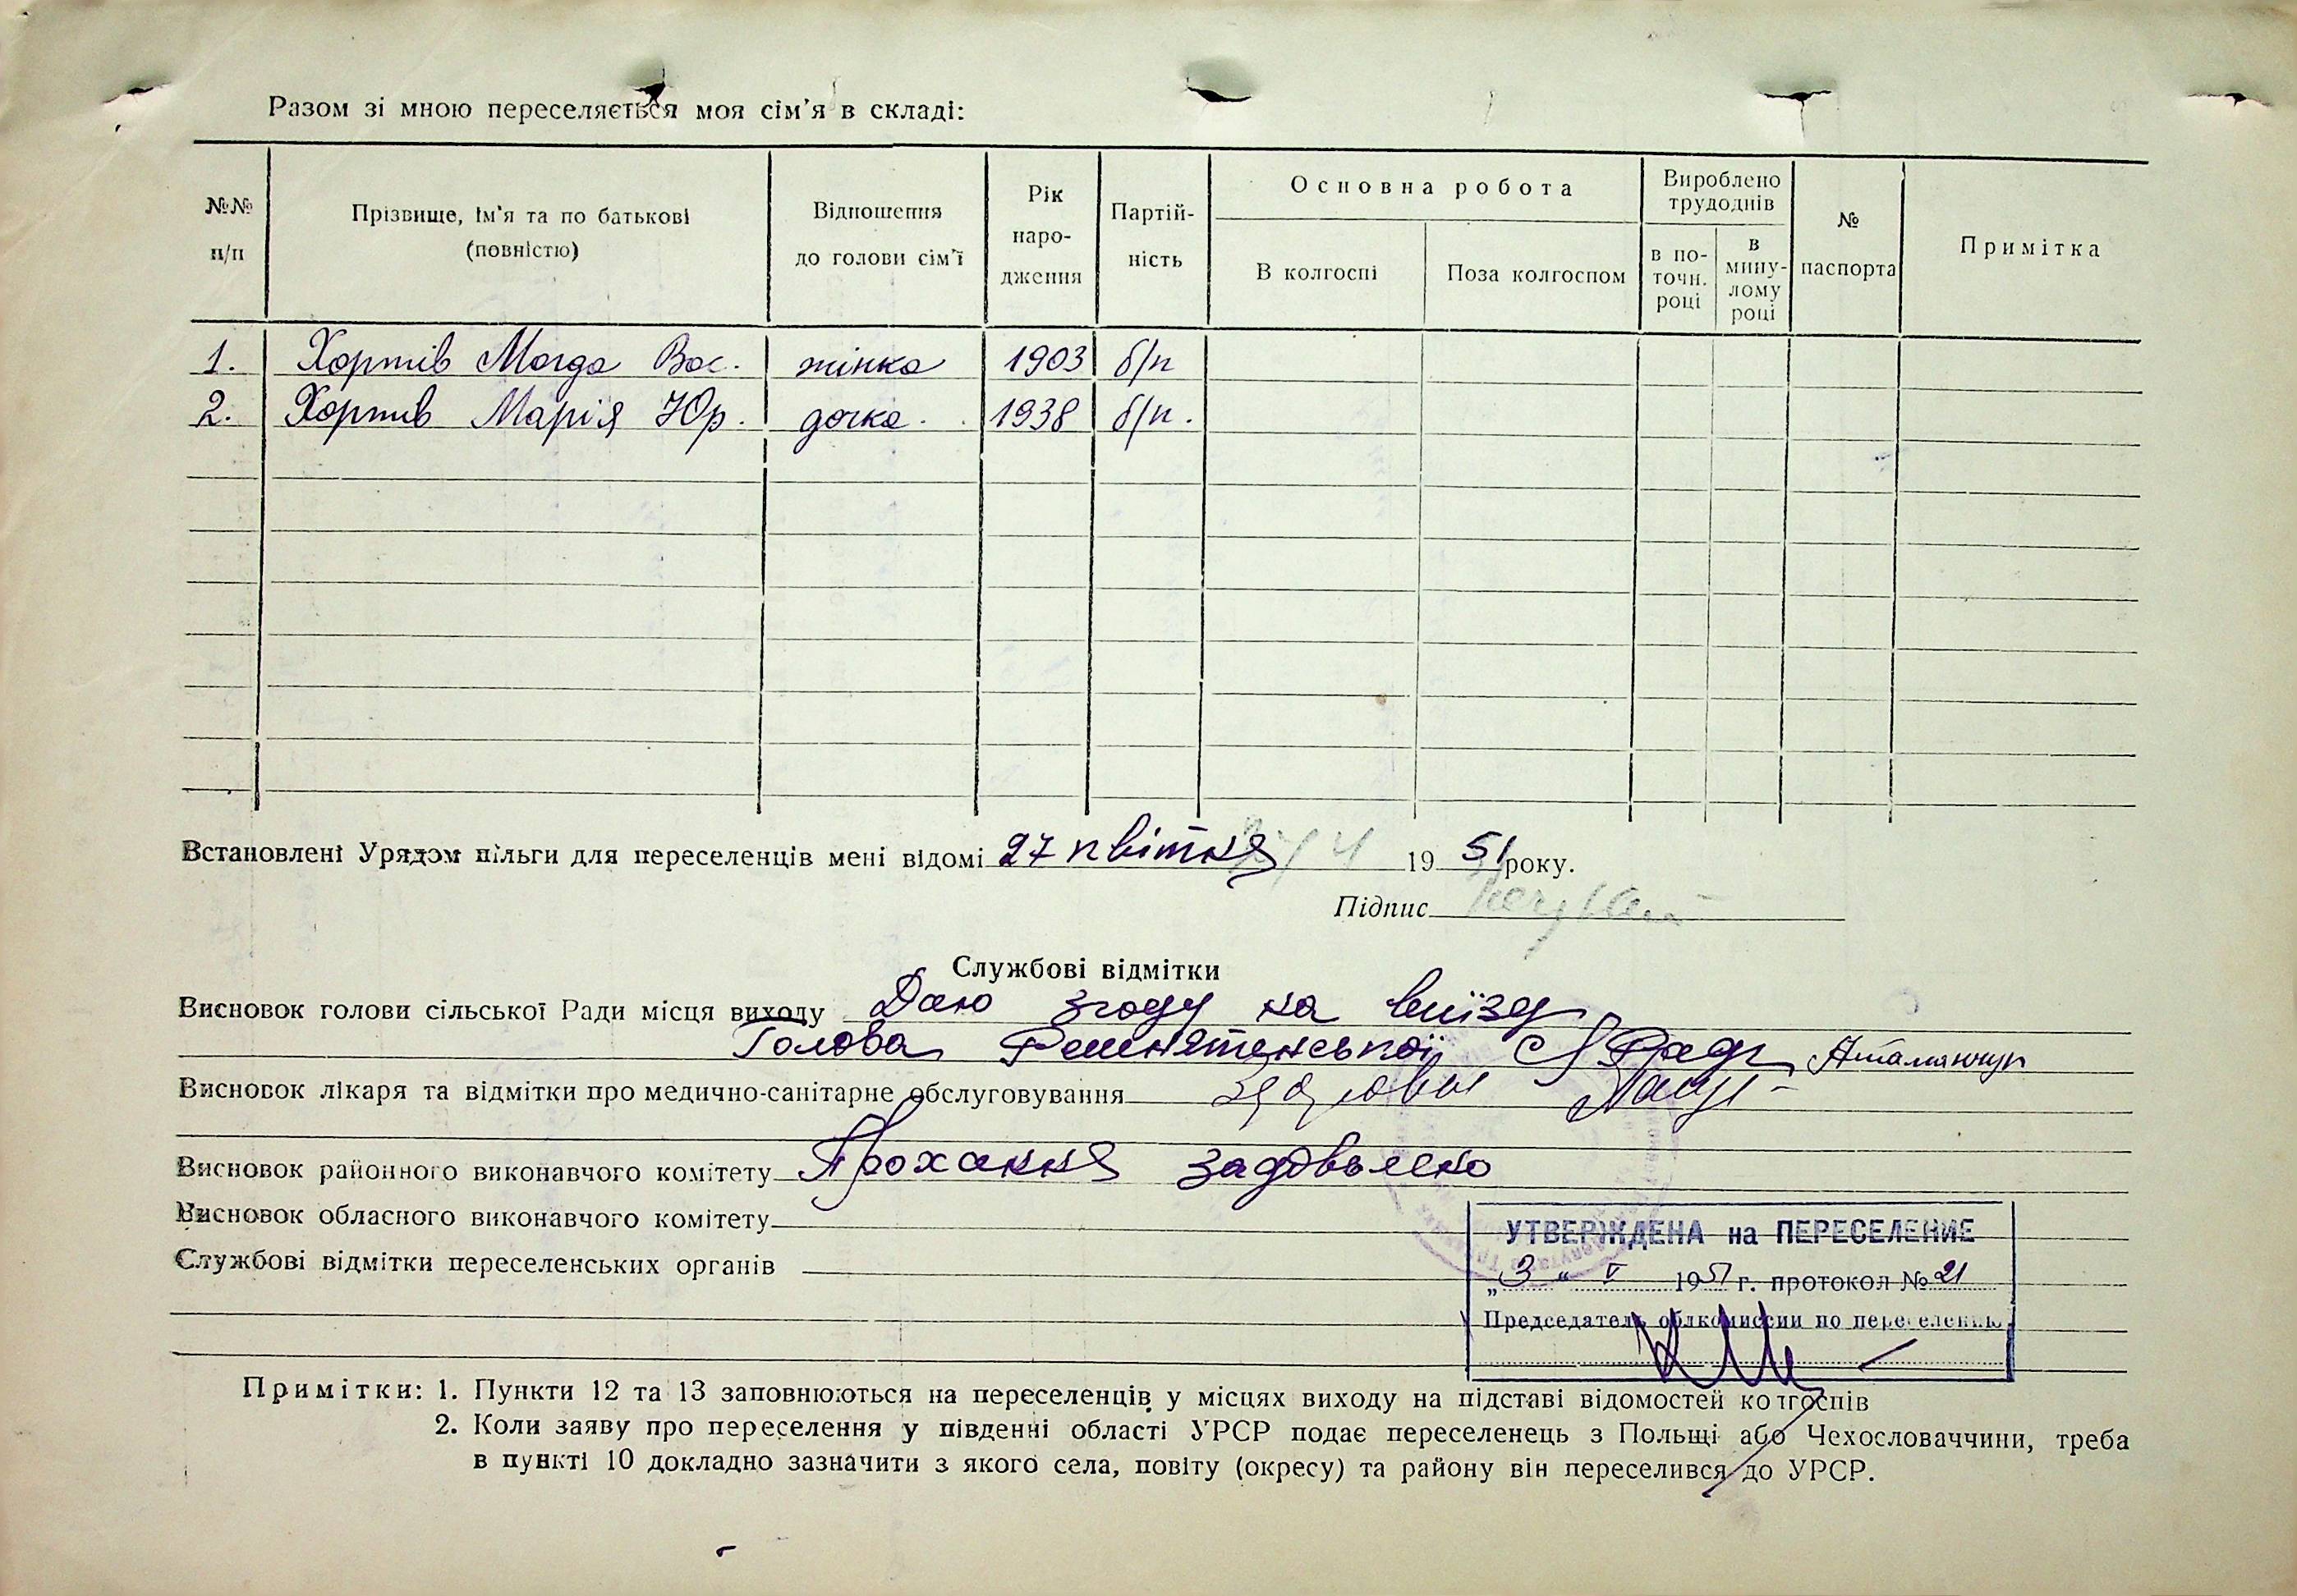 Разом зі мною переселяється моя сім'я в складі:
№№ п/п
Прізвище, Ім'я та по батькові (повністю)
Відношення до голови сім'ї
Рік народження
Партійність
Основна робота
В колгоспі
Поза колгоспом
Вироблено трудоднів
в поточн. році
в минулому році
№ паспорта
Примітка
1. Хортів Магда Вас. жінка 1903 б/п
2. Хортів Марія Юр. дочка. 1938 б/п.
Встановлені Урядом пільги для переселенців мені відомі 27 квітня 19 51 року.
Підпис
Службові відмітки
Висновок голови сільської Ради місця виходу Даю згоду на виїзд
Голова С Ради Атаманчук
Висновок лікаря та відмітки про медично-санітарне обслуговування
Висновок районного виконавчого комітету Прохання
Висновок обласного виконавчого комітету
Службові відмітки переселенських органів
УТВЕРЖДЕНА на ПЕРЕСЕЛЕНИЕ
„3" V 1951 г. протокол № 21
Председатель облкомиссии по переселению
Примітки: 1. Пункти 12 та 13 заповнюються на переселенців у місцях виходу на підставі відомостей колгоспів
2. Коли заяву про переселення у південні області УРСР подає переселенець з Польщі або Чехословаччини, треба
в пункті 10 докладно зазначити з якого села, повіту (окресу) та району він переселився до УРСР.